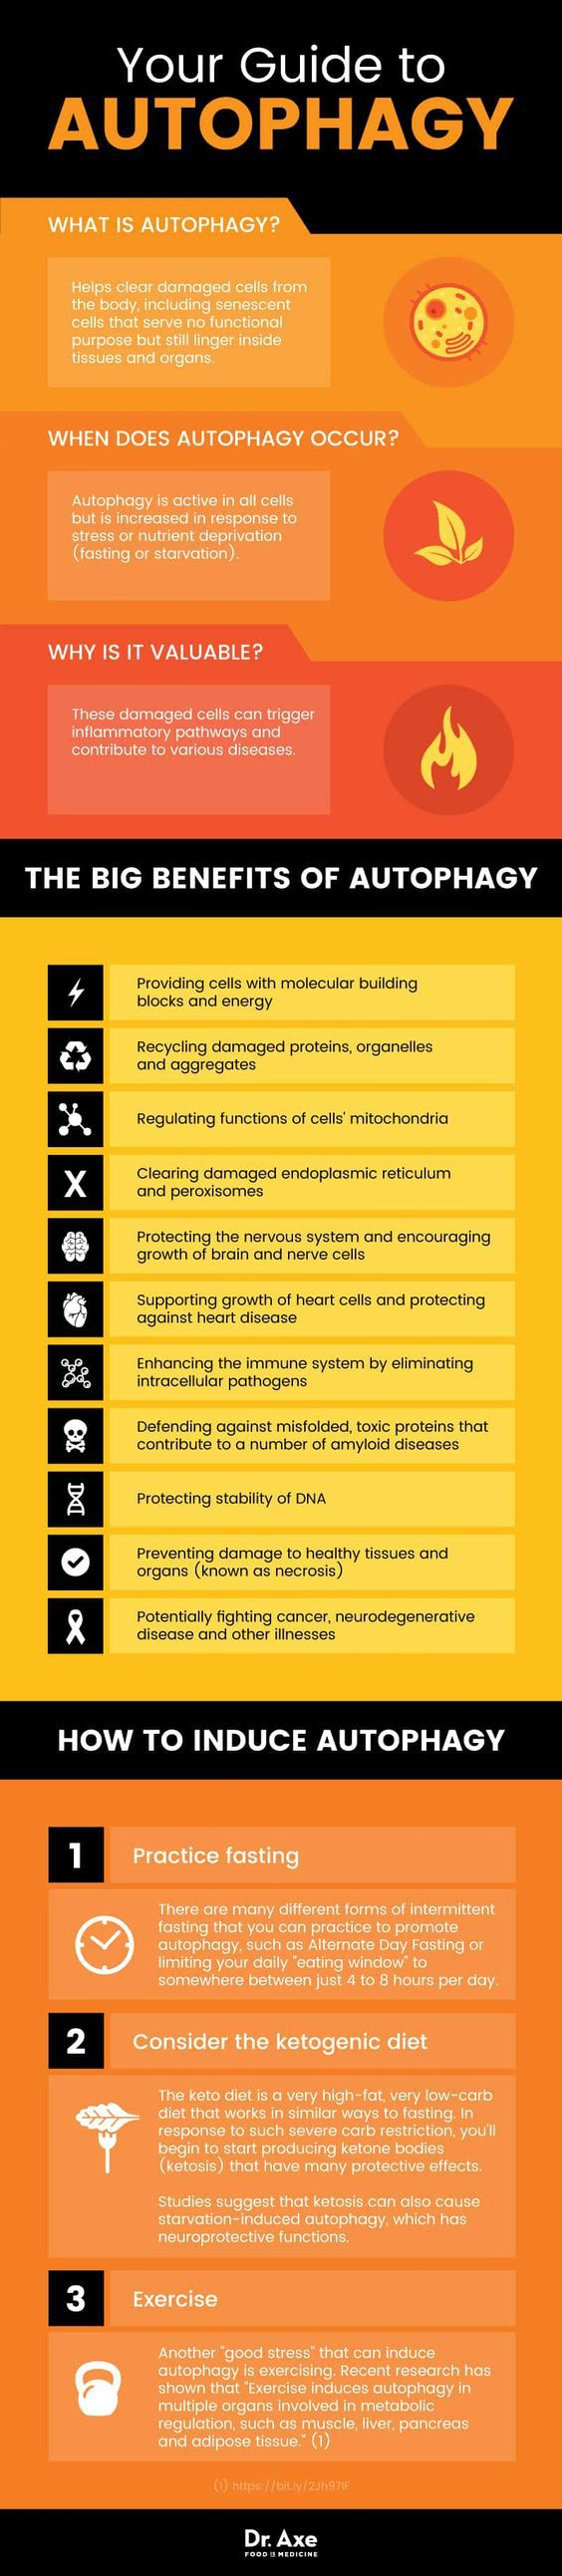 Your Guide to
AUTOPHAGY
WHAT IS AUTOPHAGY?
Helps clear damaged cells from
the body, including senescent
cells that serve no functional
purpose but still linger inside
tissues and organs.
WHEN DOES AUTOPHAGY OCCUR?
Autophagy is active in all cells
but is increased in response to
stress or nutrient deprivation
(fasting or starvation).
WHY IS IT VALUABLE?
These damaged cells can trigger
inflammatory pathways and
contribute to various diseases.
THE BIG BENEFITS OF AUTOPHAGY
Providing cells with molecular building
blocks and energy
Recycling damaged proteins, organelles
and aggregates
Regulating functions of cells' mitochondria
X
Clearing damaged endoplasmic reticulum
and peroxisomes
Protecting the nervous system and encouraging
growth of brain and nerve cells
Supporting growth of heart cells and protecting
against heart disease
Enhancing the immune system by eliminating
intracellular pathogens
Defending against misfolded, toxic proteins that
contribute to a number of amyloid diseases
Protecting stability of DNA
Preventing damage to healthy tissues and
organs (known as necrosis)
Potentially fighting cancer, neurodegenerative
disease and other illnesses
HOW TO INDUCE AUTOPHAGY
1 Practice fasting
There are many different forms of intermittent
fasting that you can practice to promote
autophagy, such as Alternate Day Fasting or
limiting your daily "eating window" to
somewhere between just 4 to 8 hours per day.
2 Consider the ketogenic diet
The keto diet is a very high-fat, very low-carb
diet that works in similar ways to fasting. In
response to such severe carb restriction, you'll
begin to start producing ketone bodies
(ketosis) that have many protective effects.
Studies suggest that ketosis can also cause
starvation-induced autophagy, which has
neuroprotective functions.
3 Exercise
Another "good stress" that can induce
autophagy is exercising. Recent research has
shown that "Exercise induces autophagy in
multiple organs involved in metabolic
regulation, such as muscle, liver, pancreas
and adipose tissue." (1)
(1)
Dr. Axe
FOOD IS MEDICINE